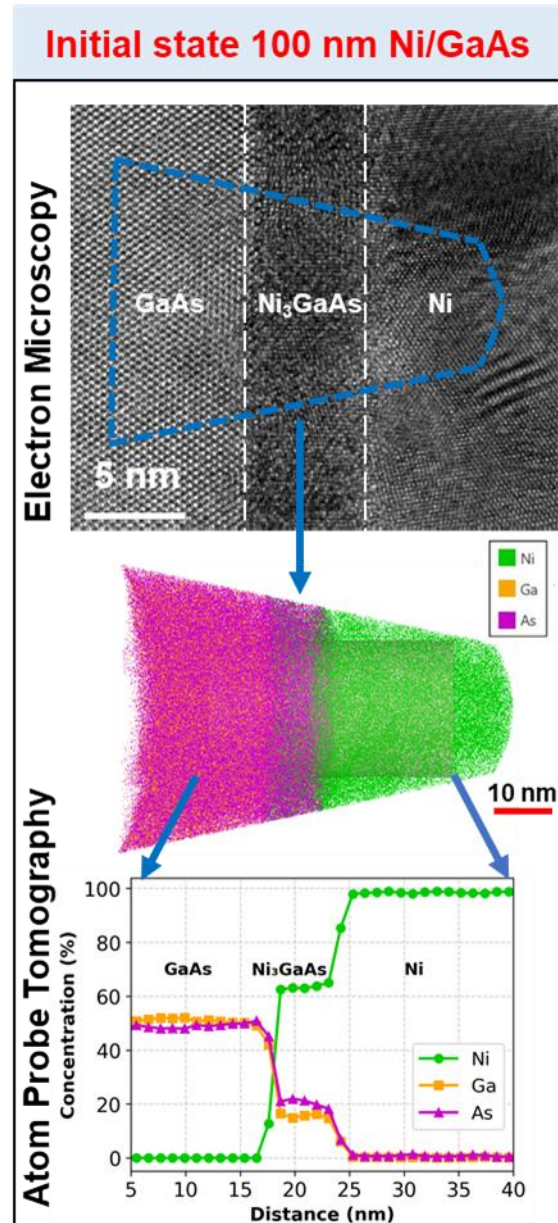 Initial state 100 nm Ni/GaAs
Electron Microscopy
GaAs
Ni₃GaAs
Ni
5 nm
Ni
Ga
As
10 nm
Atom Probe Tomography
Concentration (%)
100
80
60
40
20
0
GaAs
Ni₃GaAs
Ni
Ni
Ga
As
5
10
15
20
25
30
35
40
Distance (nm)